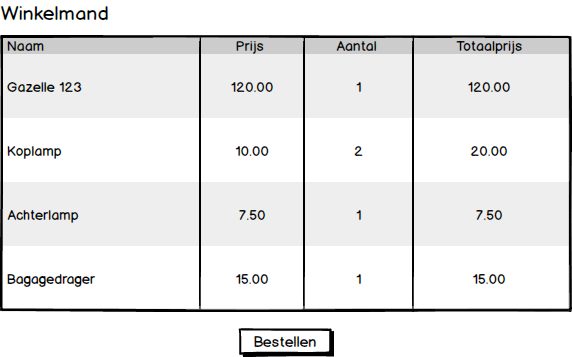 Winkelmand
Naam Prijs Aantal Totaalprijs
Gazelle 123 120.00 1 120.00
Koplamp 10.00 2 20.00
Achterlamp 7.50 1 7.50
Bagagedrager 15.00 1 15.00
Bestellen